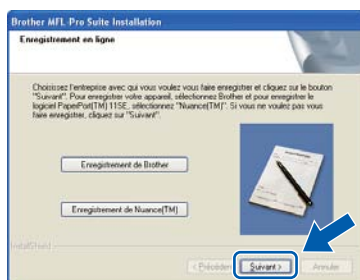 Brother MFL-Pro Suite Installation
Enregistrement en ligne
Choisissez l'entreprise avec qui vous voulez vous faire enregistrer et cliquez sur le bouton
"Suivant". Pour enregistrer votre appareil, sélectionnez Brother et pour enregistrer le
logiciel PaperPort(TM) 11SE, sélectionnez "Nuance(TM)". Si vous ne voulez pas vous
faire enregistrer, cliquez sur "Suivant".
Enregistrement de Brother
Enregistrement de Nuance(TM)
InstallShield
< Précédent
Suivant >
Annuler